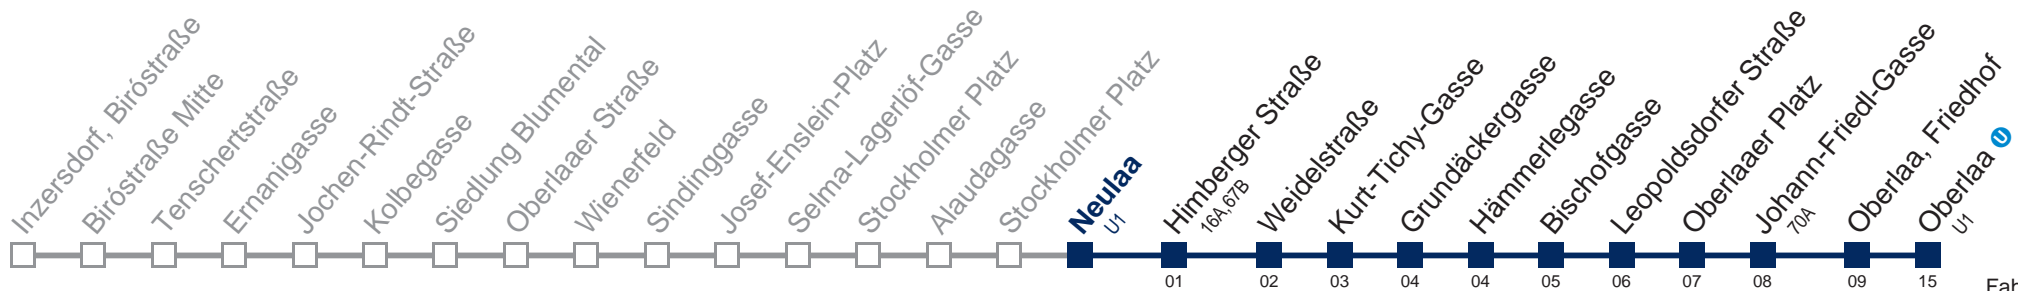 Inzersdorf, Biróstraße
Biróstraße Mitte
Tenschertstraße
Ernanigasse
Jochen-Rindt-Straße
Kolbegasse
Siedlung Blumental
Oberlaaer Straße
Wienerfeld
Sindinggasse
Josef-Enslein-Platz
Selma-Lagerlöf-Gasse
Stockholmer Platz
Alaudagasse
Stockholmer Platz
Neulaa
U1
Himberger Straße
16A,67B
Weidelstraße
Kurt-Tichy-Gasse
Grundäckergasse
Hämmerlegasse
Bischofgasse
Leopoldsdorfer Straße
Oberlaaer Platz
Johann-Friedl-Gasse
70A
Oberlaa, Friedhof
Oberlaa U
U1
01 02 03 04 04 05 06 07 08 09 15
Fah